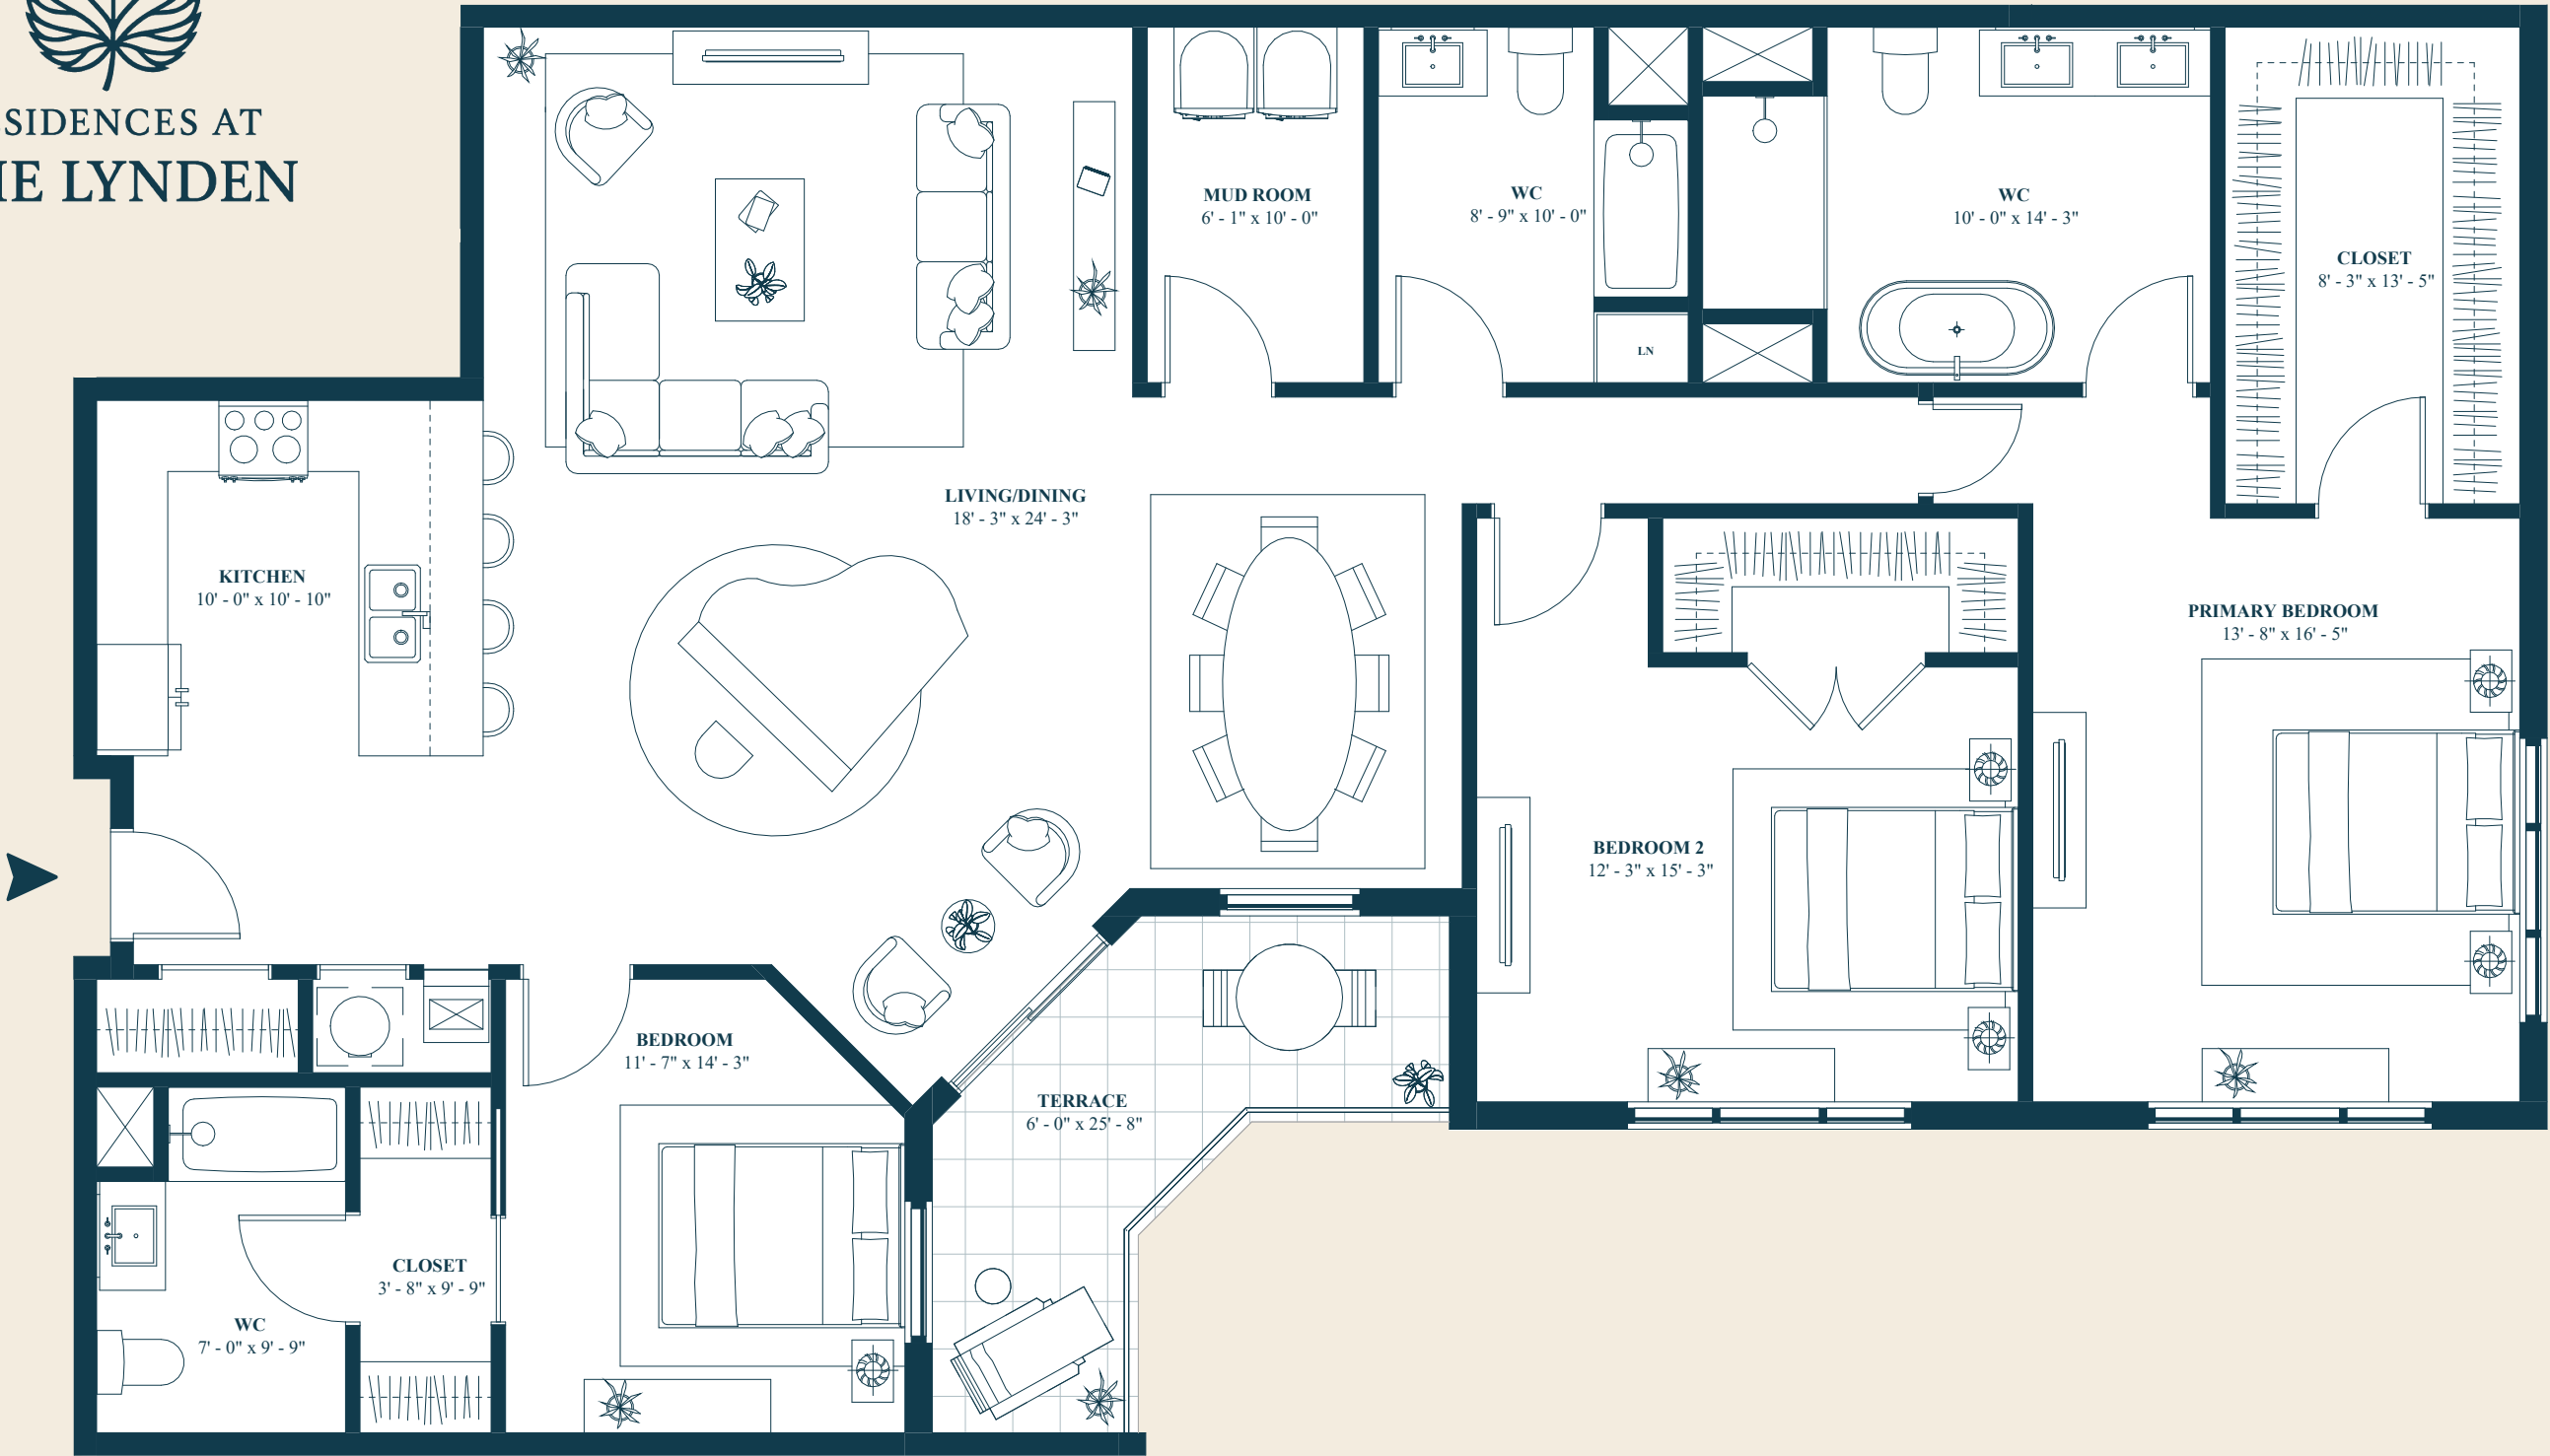 SIDENCES AT
E LYNDEN
MUD ROOM
6' - 1" x 10' - 0"
WC
8' - 9" x 10' - 0"
WC
10' - 0" x 14' - 3"
CLOSET
8' - 3" x 13' - 5"
LN
LIVING/DINING
18' - 3" x 24' - 3"
KITCHEN
10' - 0" x 10' - 10"
PRIMARY BEDROOM
13' - 8" x 16' - 5"
BEDROOM 2
12' - 3" x 15' - 3"
BEDROOM
11' - 7" x 14' - 3"
TERRACE
6' - 0" x 25' - 8"
CLOSET
3' - 8" x 9' - 9"
WC
7' - 0" x 9' - 9"